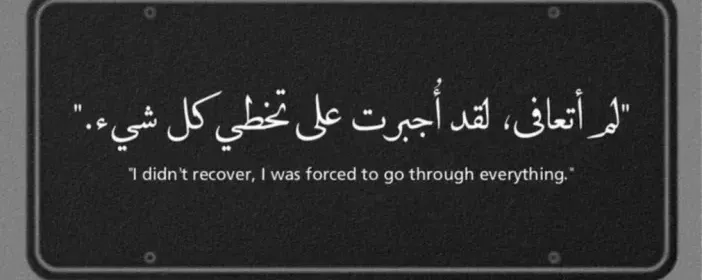 "لم أتعافى، لقد أُجبرت على تخطي كل شيء."
"I didn't recover, I was forced to go through everything."